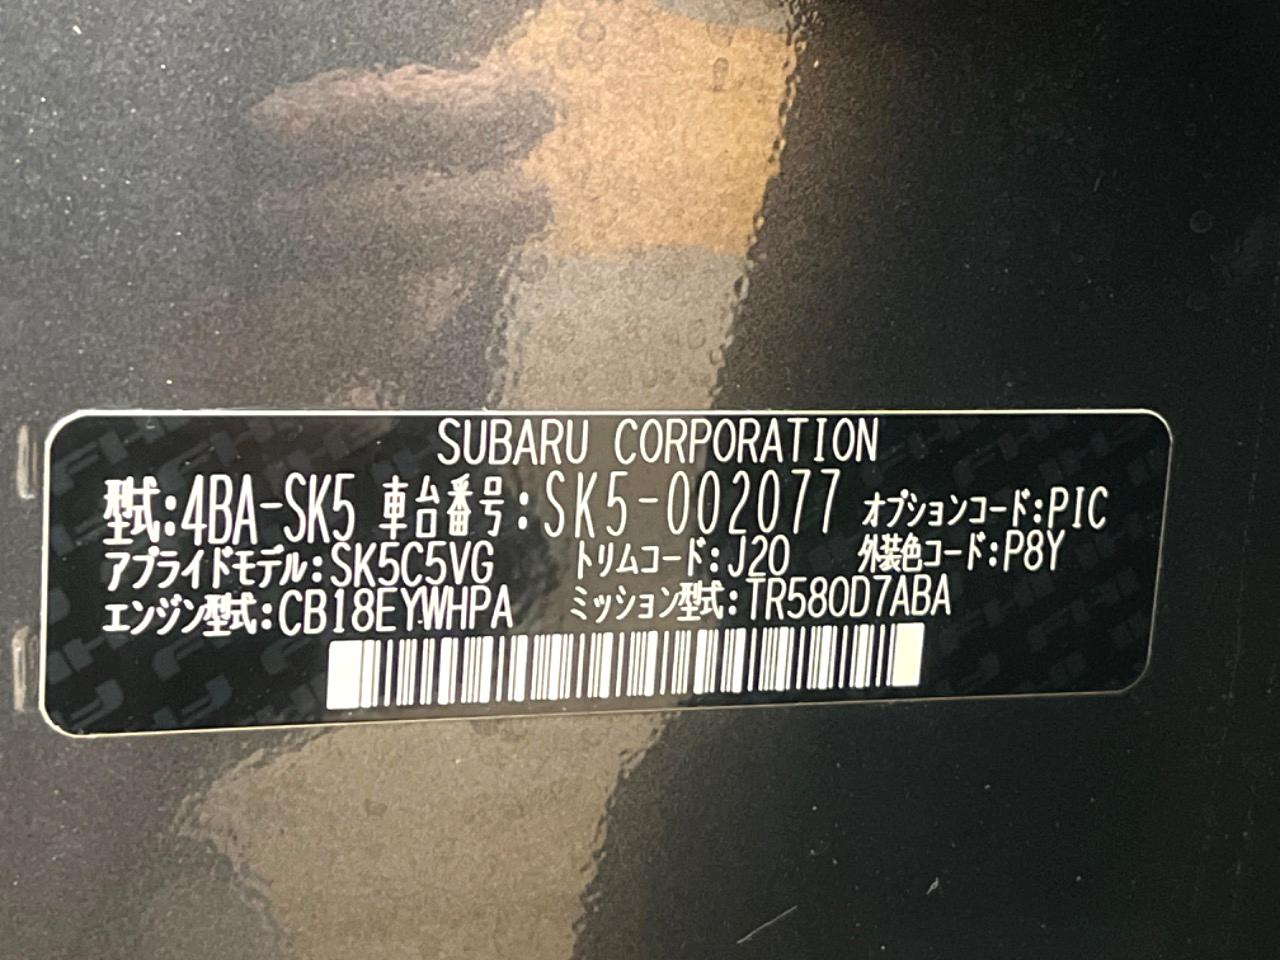 SUBARU CORPORATION
型式:4BA-SK5 車台番号:SK5-002077 オプションコード:PIC
アプライドモデル:SK5C5VG トリムコード:J20 外装色コード:P8Y
エンジン型式:CB18EYWHPA ミッション型式:TR580D7ABA